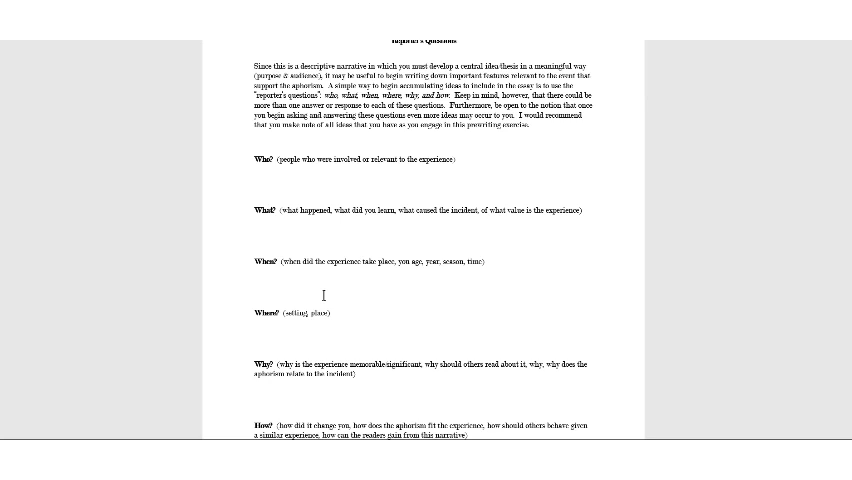 Reporter's Questions
Since this is a descriptive narrative in which you must develop a central idea/thesis in a meaningful way
(purpose & audience), it may be useful to begin writing down important features relevant to the event that
support the aphorism.  A simple way to begin accumulating ideas to include in the essay is to use the
"reporter's questions": who, what, when, where, why, and how.  Keep in mind, however, that there could be
more than one answer or response to each of these questions.  Furthermore, be open to the notion that once
you begin asking and answering these questions even more ideas may occur to you.  I would recommend
that you make note of all ideas that you have as you engage in this prewriting exercise.
Who?  (people who were involved or relevant to the experience)
What?  (what happened, what did you learn, what caused the incident, of what value is the experience)
When?  (when did the experience take place, you age, year, season, time)
Where?  (setting, place)
Why?  (why is the experience memorable/significant, why should others read about it, why, why does the
aphorism relate to the incident)
How?  (how did it change you, how does the aphorism fit the experience, how should others behave given
a similar experience, how can the readers gain from this narrative)